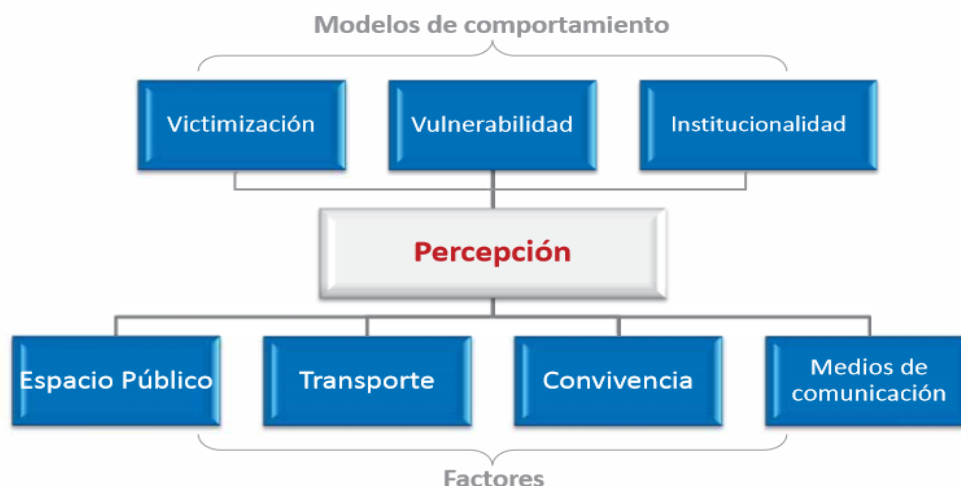 Modelos de comportamiento
Victimización
Vulnerabilidad
Institucionalidad
Percepción
Espacio Público
Transporte
Convivencia
Medios de
comunicación
Factores